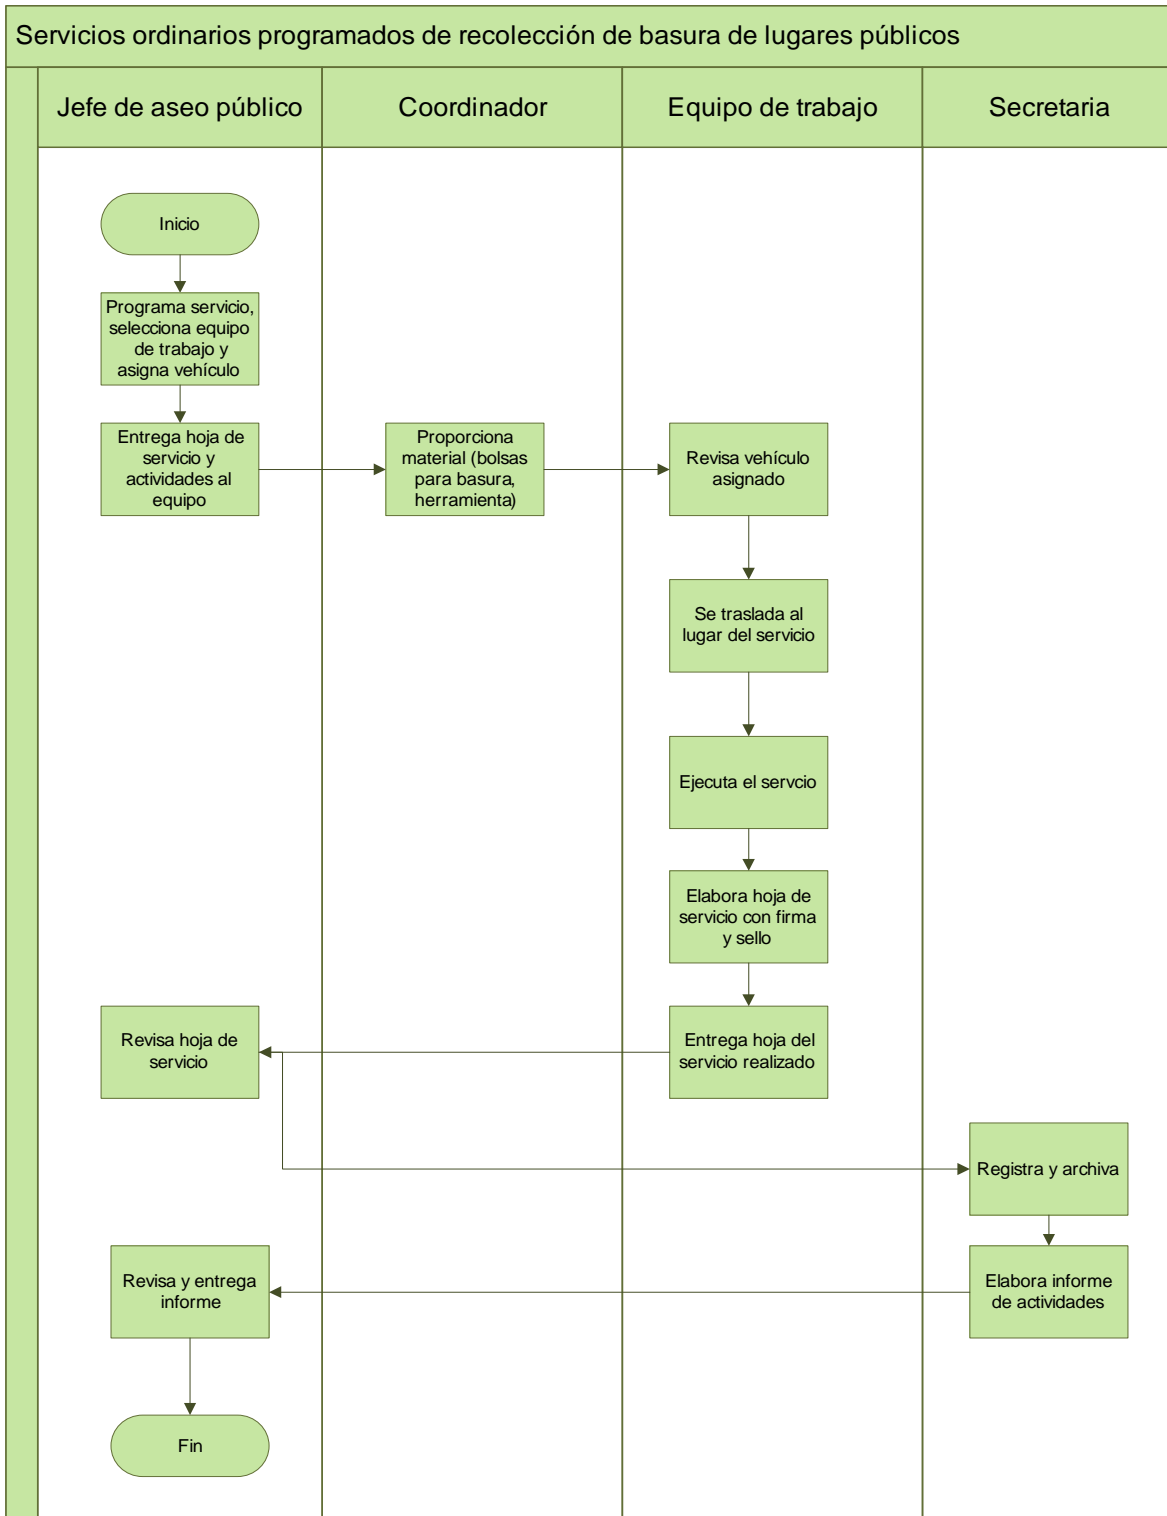 Servicios ordinarios programados de recolección de basura de lugares públicos
Jefe de aseo público
Coordinador
Equipo de trabajo
Secretaria
Inicio
Programa servicio,
selecciona equipo
de trabajo y
asigna vehículo
Entrega hoja de
servicio y
actividades al
equipo
Proporciona
material (bolsas
para basura,
herramienta)
Revisa vehículo
asignado
Se traslada al
lugar del servicio
Ejecuta el servcio
Elabora hoja de
servicio con firma
y sello
Entrega hoja del
servicio realizado
Revisa hoja de
servicio
Registra y archiva
Elabora informe
de actividades
Revisa y entrega
informe
Fin